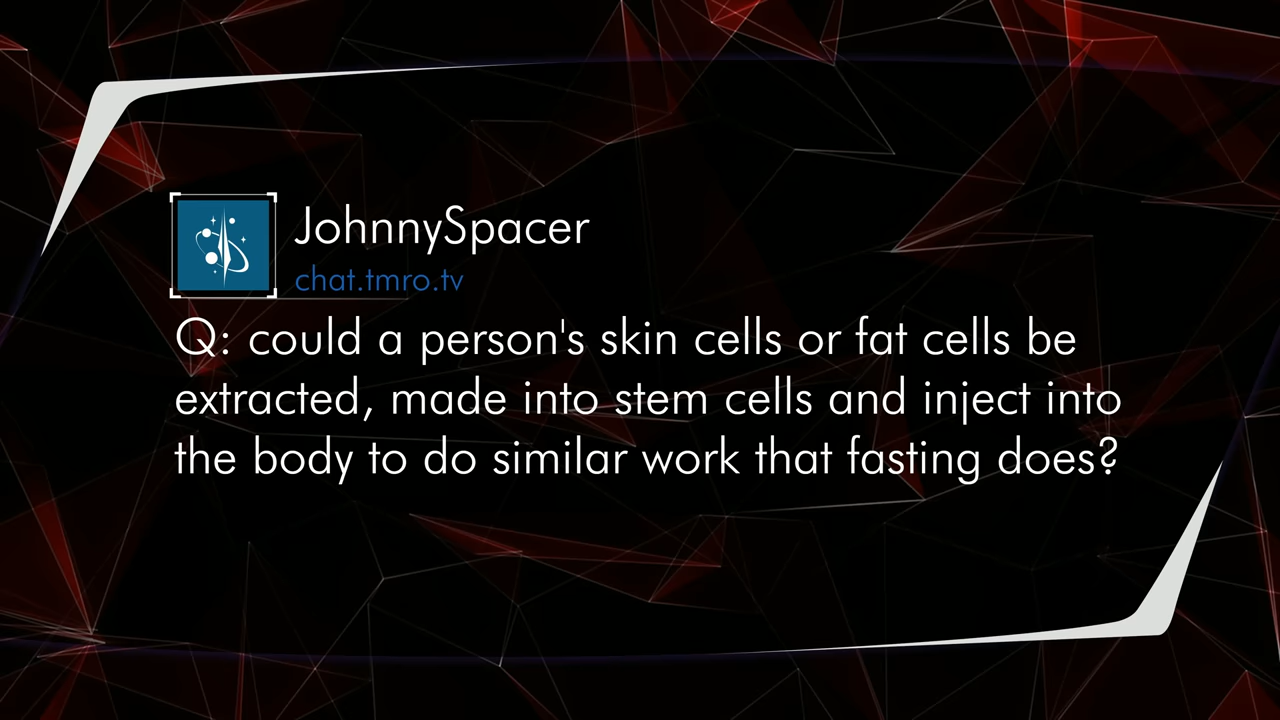 JohnnySpacer
chat.tmro.tv
Q: could a person's skin cells or fat cells be
extracted, made into stem cells and inject into
the body to do similar work that fasting does?